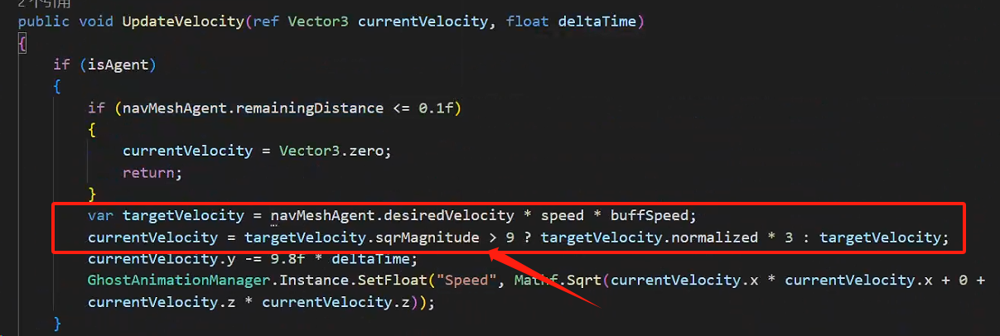 2 个引用
public void UpdateVelocity(ref Vector3 currentVelocity, float deltaTime)
{
if (isAgent)
{
if (navMeshAgent.remainingDistance <= 0.1f)
{
currentVelocity = Vector3.zero;
return;
}
var targetVelocity = navMeshAgent.desiredVelocity * speed * buffSpeed;
currentVelocity = targetVelocity.sqrMagnitude > 9 ? targetVelocity.normalized * 3 : targetVelocity;
currentVelocity.y -= 9.8f * deltaTime;
GhostAnimationManager.Instance.SetFloat("Speed", Mathf.Sqrt(currentVelocity.x * currentVelocity.x + 0 +
currentVelocity.z * currentVelocity.z));
}